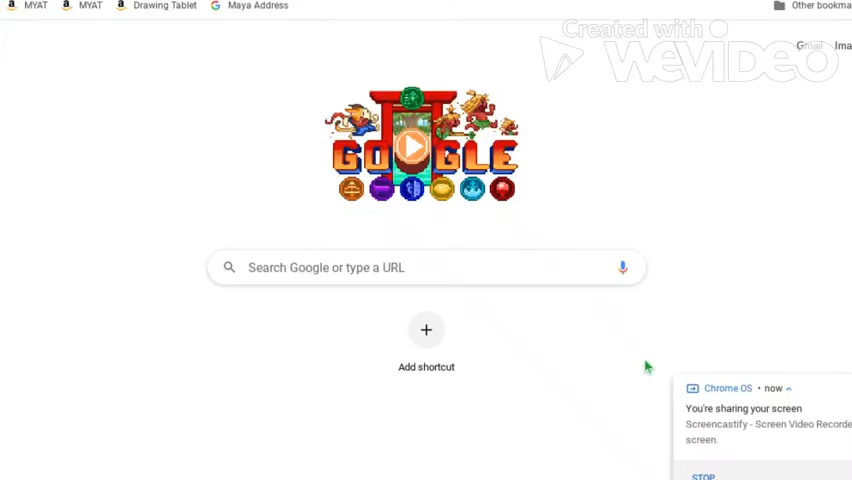 MYAT MYAT Drawing Tablet Maya Address Other bookma
Created with
WEVIDEO
Gmail Ima
GOOGLE
Search Google or type a URL
Add shortcut
Chrome OS • now
You're sharing your screen
Screencastify - Screen Video Recorde
screen.
STOP